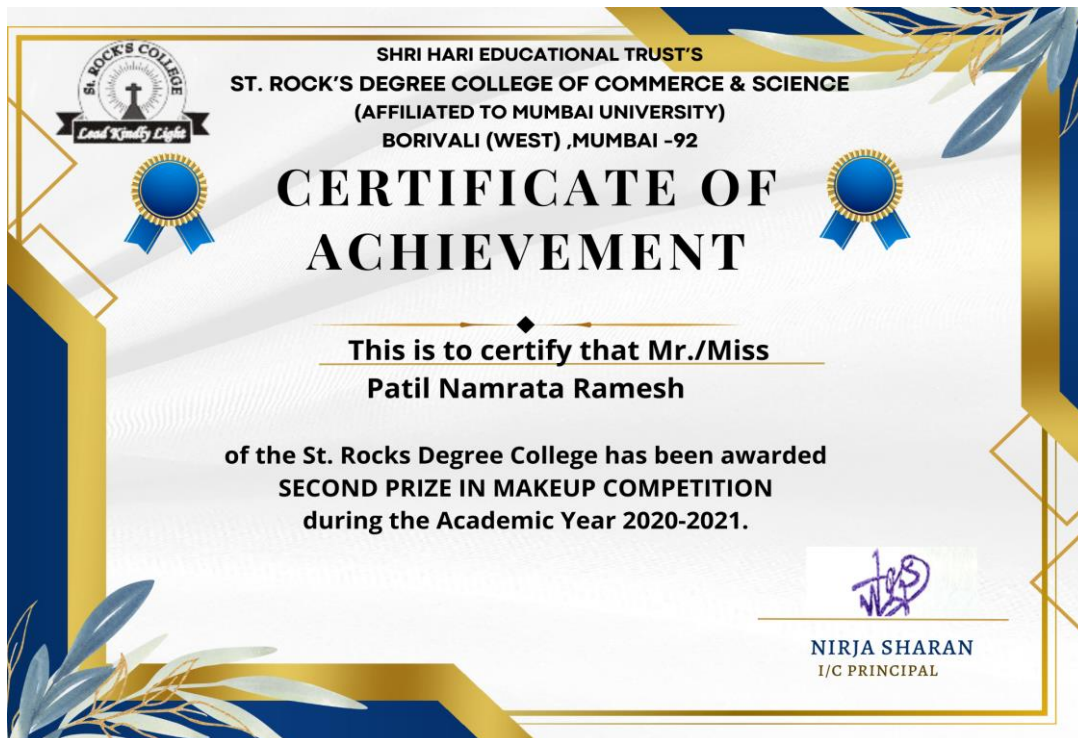 St. ROCK'S COLLEGE
Lead Kindly Light
SHRI HARI EDUCATIONAL TRUST'S
ST. ROCK'S DEGREE COLLEGE OF COMMERCE & SCIENCE
(AFFILIATED TO MUMBAI UNIVERSITY)
BORIVALI (WEST) ,MUMBAI -92
CERTIFICATE OF
ACHIEVEMENT
This is to certify that Mr./Miss
Patil Namrata Ramesh
of the St. Rocks Degree College has been awarded
SECOND PRIZE IN MAKEUP COMPETITION
during the Academic Year 2020-2021.
NIRJA SHARAN
I/C PRINCIPAL